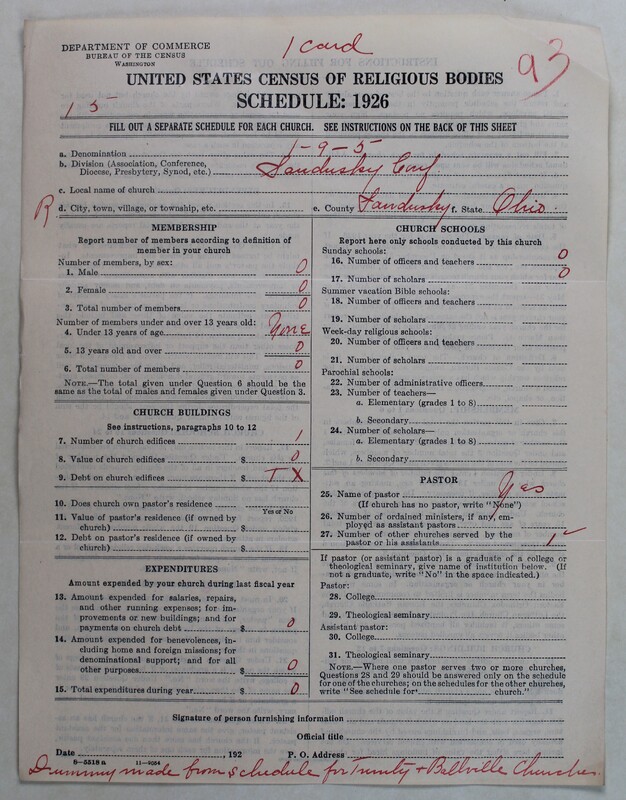 DEPARTMENT OF COMMERCE
BUREAU OF THE CENSUS
WASHINGTON
1 card
93
UNITED STATES CENSUS OF RELIGIOUS BODIES
SCHEDULE: 1926
1 5
FILL OUT A SEPARATE SCHEDULE FOR EACH CHURCH. SEE INSTRUCTIONS ON THE BACK OF THIS SHEET
a. Denomination 1-9-5
b. Division (Association, Conference, Diocese, Presbytery, Synod, etc.) Sandusky Conf.
c. Local name of church
R d. City, town, village, or township, etc. e. County Sandusky f. State Ohio.
MEMBERSHIP
Report number of members according to definition of
member in your church
Number of members, by sex:
1. Male 0
2. Female 0
3. Total number of members 0
Number of members under and over 13 years old:
4. Under 13 years of age None
5. 13 years old and over 0
6. Total number of members 0
NOTE.—The total given under Question 6 should be the
same as the total of males and females given under Question 3.
CHURCH BUILDINGS
See instructions, paragraphs 10 to 12
7. Number of church edifices 1
8. Value of church edifices $ 0
9. Debt on church edifices $ T X
10. Does church own pastor's residence
Yes or No
11. Value of pastor's residence (if owned by
church) $
12. Debt on pastor's residence (if owned by
church) $
EXPENDITURES
Amount expended by your church during last fiscal year
13. Amount expended for salaries, repairs,
and other running expenses; for im-
provements or new buildings; and for
payments on church debt $ 0
14. Amount expended for benevolences, in-
cluding home and foreign missions; for
denominational support; and for all
other purposes $ 0
15. Total expenditures during year $ 0
CHURCH SCHOOLS
Report here only schools conducted by this church
Sunday schools:
16. Number of officers and teachers 0
17. Number of scholars 0
Summer vacation Bible schools:
18. Number of officers and teachers
19. Number of scholars
Week-day religious schools:
20. Number of officers and teachers
21. Number of scholars
Parochial schools:
22. Number of administrative officers
23. Number of teachers—
a. Elementary (grades 1 to 8)
b. Secondary
24. Number of scholars—
a. Elementary (grades 1 to 8)
b. Secondary
PASTOR
25. Name of pastor Yes
(If church has no pastor, write "None")
26. Number of ordained ministers, if any, em-
ployed as assistant pastors
27. Number of other churches served by the
pastor or his assistants 1
If pastor (or assistant pastor) is a graduate of a college or
theological seminary, give name of institution below. (If
not a graduate, write "No" in the space indicated.)
Pastor:
28. College
29. Theological seminary
Assistant pastor:
30. College
31. Theological seminary
NOTE.—Where one pastor serves two or more churches,
Questions 28 and 29 should be answered only on the schedule
for one of the churches; on the schedules for the other churches,
write "See schedule for church."
Signature of person furnishing information
Official title
Date , 192 P. O. Address
8-5518 a 11-9054
Dummy made from schedule for Trinity + Ballville Churches.